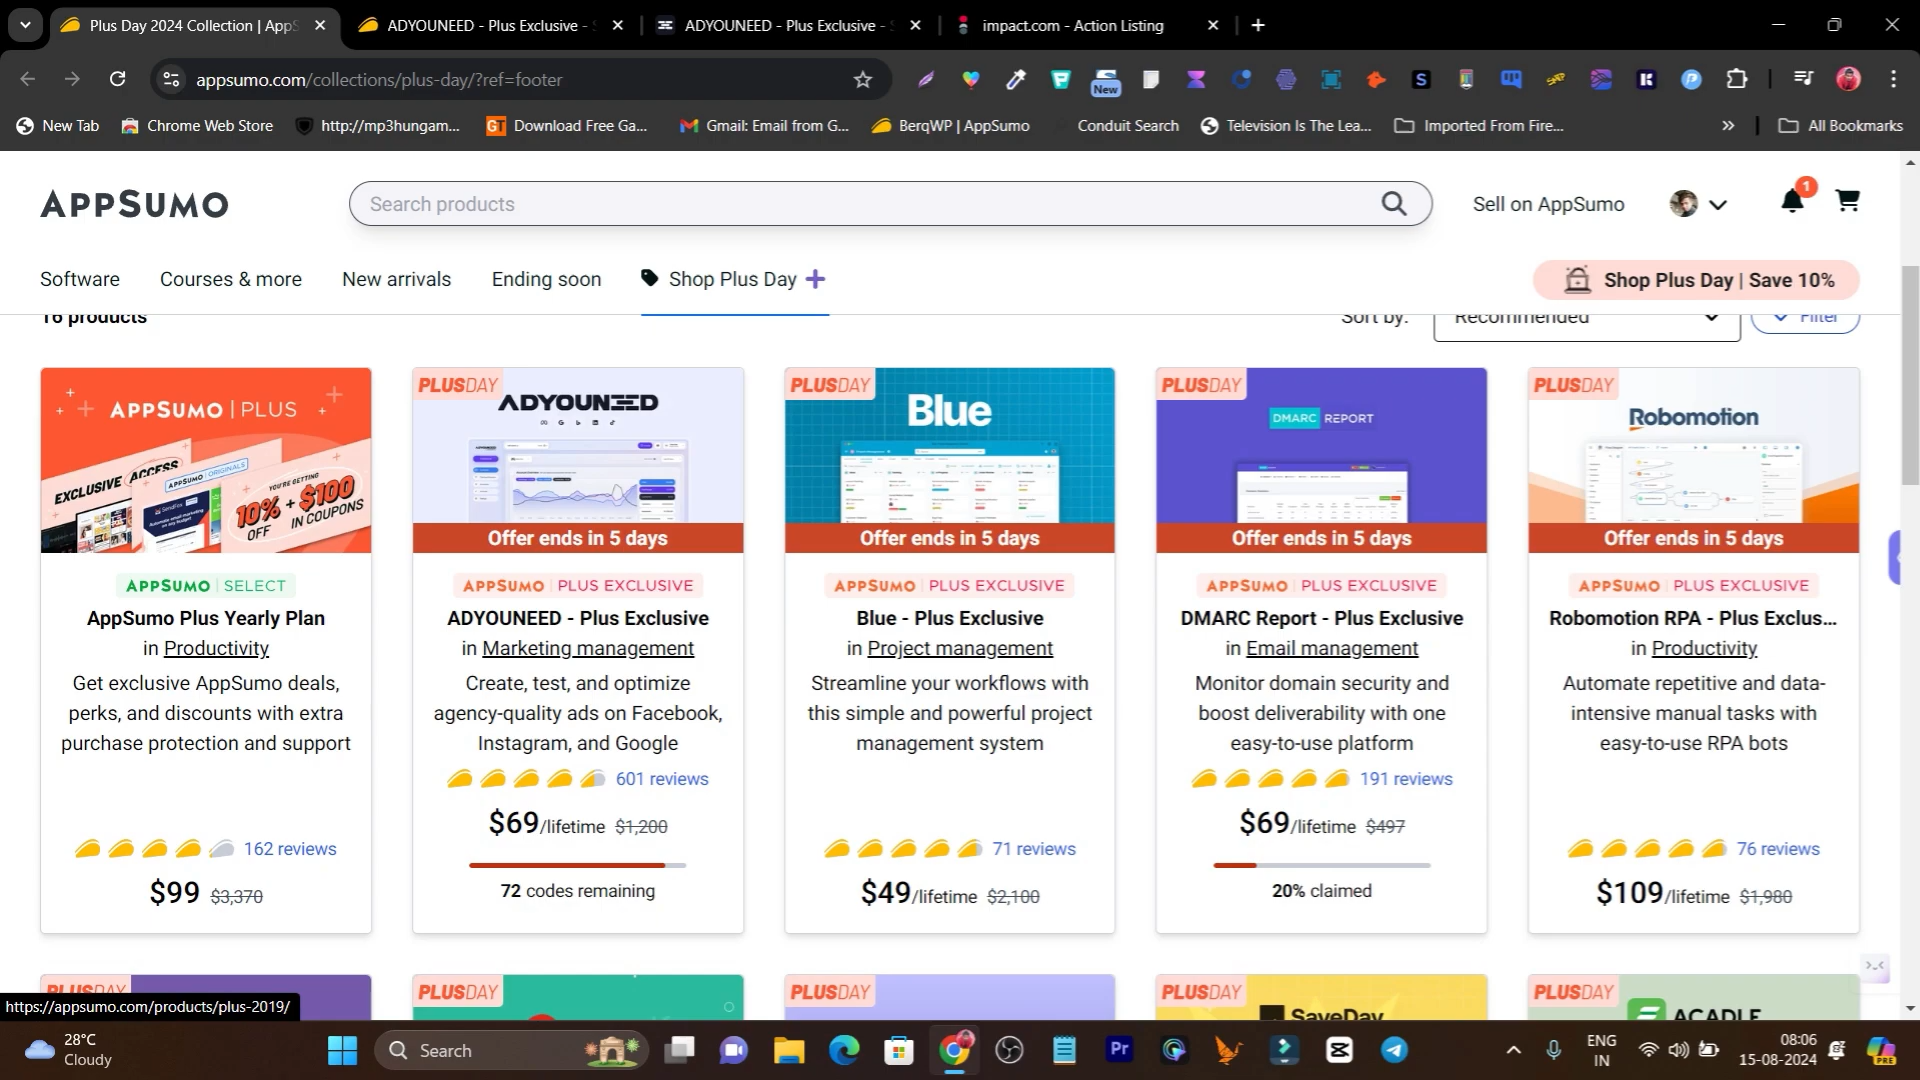 Plus Day 2024 Collection | AppS
ADYOUNEED - Plus Exclusive -
ADYOUNEED - Plus Exclusive -
impact.com - Action Listing
appsumo.com/collections/plus-day/?ref=footer
New
New Tab
Chrome Web Store
http://mp3hungam...
Download Free Ga...
Gmail: Email from G...
BerqWP | AppSumo
Conduit Search
Television Is The Lea...
Imported From Fire...
All Bookmarks
APPSUMO
Search products
Sell on AppSumo
1
Software
Courses & more
New arrivals
Ending soon
Shop Plus Day +
Shop Plus Day | Save 10%
16 products
Sort by:
Recommended
Filter
APPSUMO | PLUS
EXCLUSIVE ACCESS
APPSUMO ORIGINALS
YOU'RE GETTING
10% + $100
OFF IN COUPONS
APPSUMO | SELECT
AppSumo Plus Yearly Plan
in Productivity
Get exclusive AppSumo deals,
perks, and discounts with extra
purchase protection and support
162 reviews
$99 $3,370
PLUSDAY
ADYOUNEED
Offer ends in 5 days
APPSUMO | PLUS EXCLUSIVE
ADYOUNEED - Plus Exclusive
in Marketing management
Create, test, and optimize
agency-quality ads on Facebook,
Instagram, and Google
601 reviews
$69/lifetime $1,200
72 codes remaining
PLUSDAY
Blue
Offer ends in 5 days
APPSUMO | PLUS EXCLUSIVE
Blue - Plus Exclusive
in Project management
Streamline your workflows with
this simple and powerful project
management system
71 reviews
$49/lifetime $2,100
PLUSDAY
DMARC REPORT
Offer ends in 5 days
APPSUMO | PLUS EXCLUSIVE
DMARC Report - Plus Exclusive
in Email management
Monitor domain security and
boost deliverability with one
easy-to-use platform
191 reviews
$69/lifetime $497
20% claimed
PLUSDAY
Robomotion
Offer ends in 5 days
APPSUMO | PLUS EXCLUSIVE
Robomotion RPA - Plus Exclus...
in Productivity
Automate repetitive and data-
intensive manual tasks with
easy-to-use RPA bots
76 reviews
$109/lifetime $1,980
PLUSDAY
PLUSDAY
PLUSDAY
PLUSDAY
SaveDay
PLUSDAY
ACADLE
https://appsumo.com/products/plus-2019/
28°C
Cloudy
Search
Pr
ENG
IN
08:06
15-08-2024
PRE